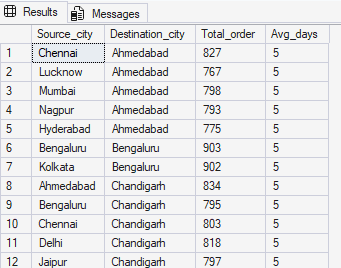 Results Messages
Source_city Destination_city Total_order Avg_days
1 Chennai Ahmedabad 827 5
2 Lucknow Ahmedabad 767 5
3 Mumbai Ahmedabad 798 5
4 Nagpur Ahmedabad 793 5
5 Hyderabad Ahmedabad 775 5
6 Bengaluru Bengaluru 903 5
7 Kolkata Bengaluru 902 5
8 Ahmedabad Chandigarh 834 5
9 Bengaluru Chandigarh 795 5
10 Chennai Chandigarh 803 5
11 Delhi Chandigarh 818 5
12 Jaipur Chandigarh 797 5